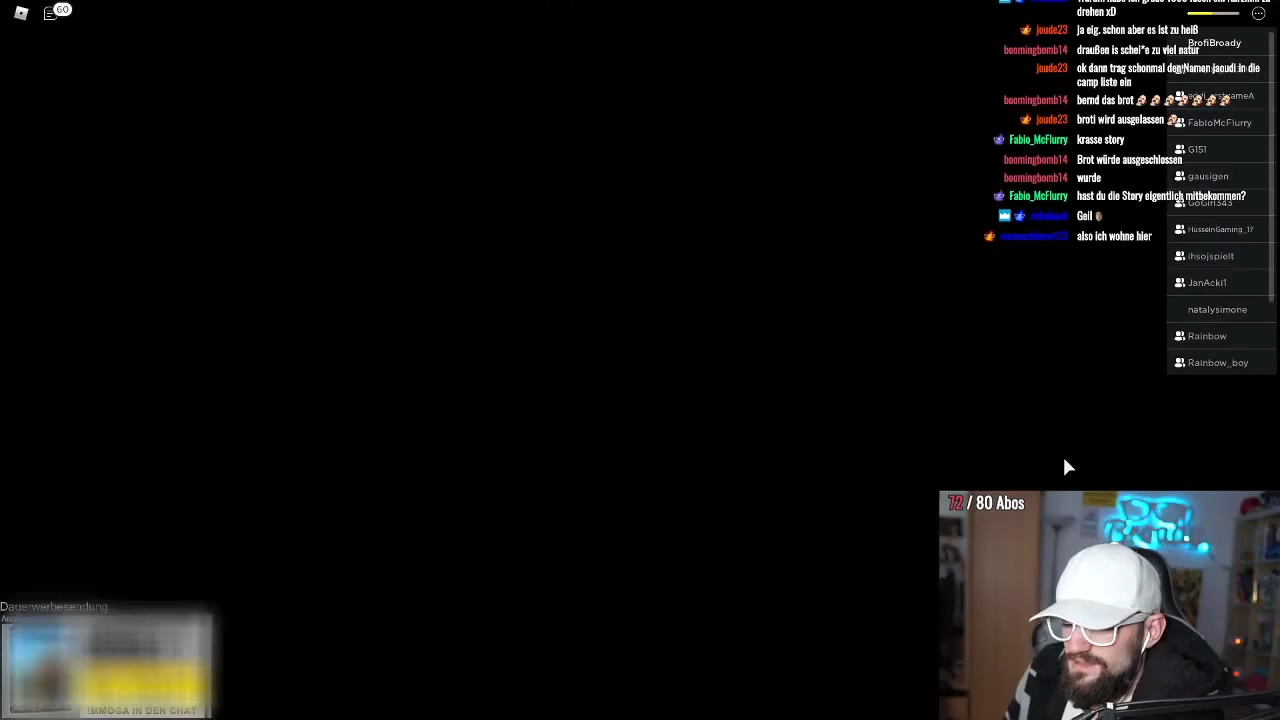 60
drehen xD
joude23 Ja eig. schon aber es ist zu heiß
boomingbomb14 draußen is schei*e zu viel natur
joude23 ok dann trag schonmal den Namen jaoudi in die
camp liste ein
boomingbomb14 bernd das brot
joude23 broti wird ausgelassen
Fabio_McFlurry krasse story
boomingbomb14 Brot würde ausgeschlossen
boomingbomb14 wurde
Fabio_McFlurry hast du die Story eigentlich mitbekommen?
Geil
also ich wohne hier
BrofiBroady
FabioMcFlurry
G151
gausigen
GoGirl343
HusseinGaming_17
ihsojspielt
JanAcki1
natalysimone
Rainbow
Rainbow_boy
72 / 80 Abos
Dauerwerbesendung
!MMOGA IN DEN CHAT